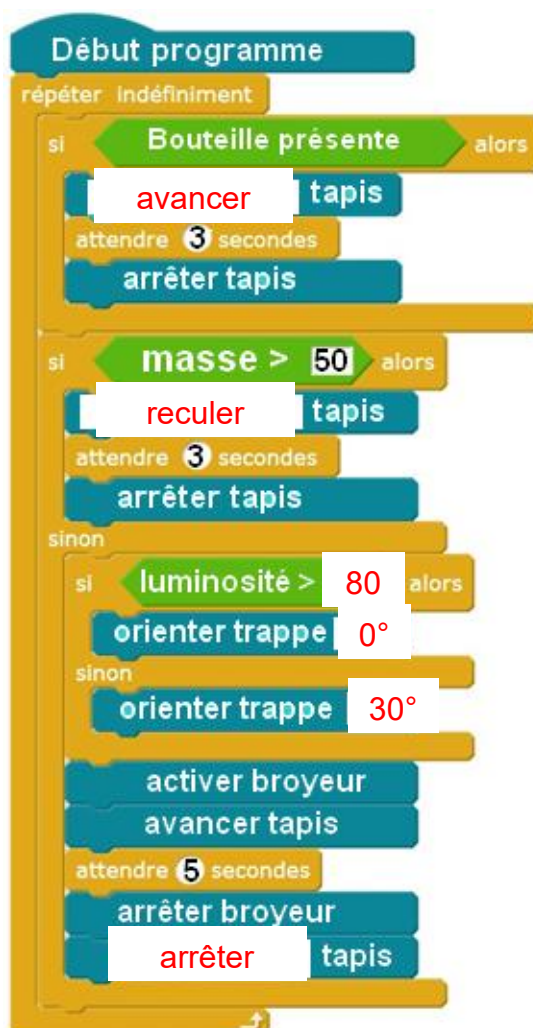 Début programme
répéter indéfiniment
si Bouteille présente alors
avancer tapis
attendre 3 secondes
arrêter tapis
si masse > 50 alors
reculer tapis
attendre 3 secondes
arrêter tapis
sinon
si luminosité > 80 alors
orienter trappe 0°
sinon
orienter trappe 30°
activer broyeur
avancer tapis
attendre 5 secondes
arrêter broyeur
arrêter tapis